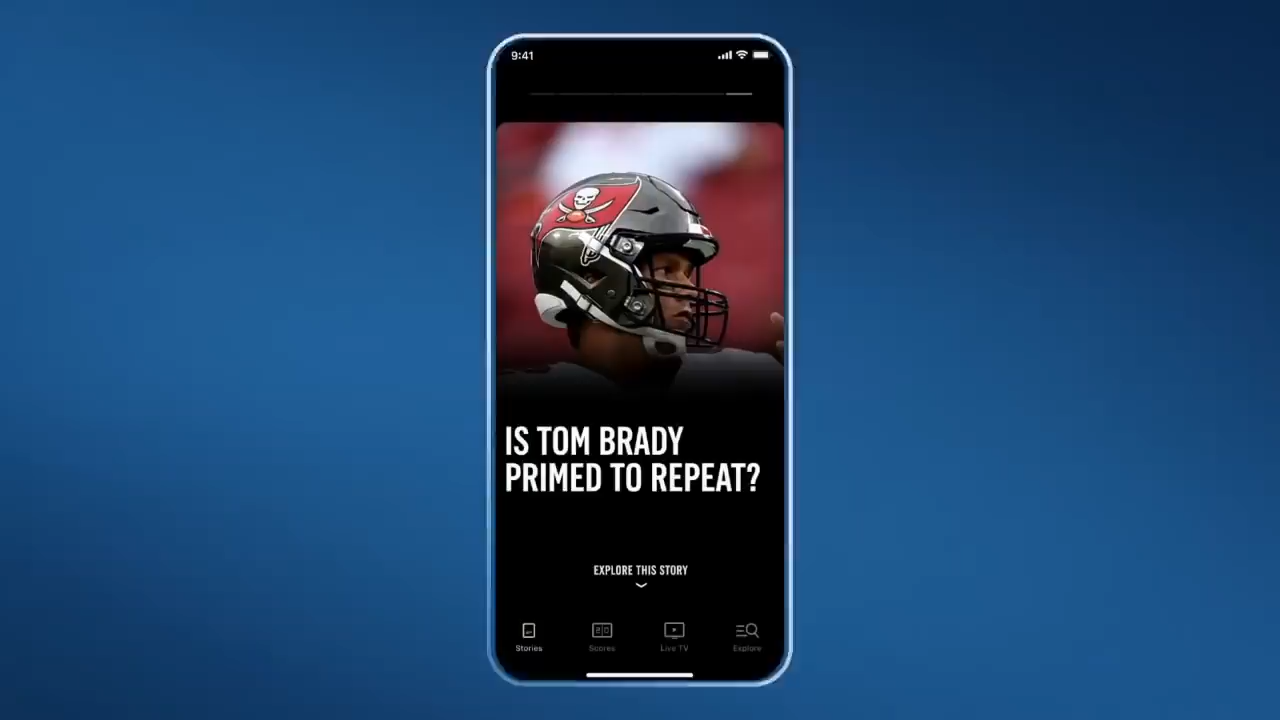 9:41
IS TOM BRADY
PRIMED TO REPEAT?
EXPLORE THIS STORY
Stories
Scores
Live TV
Explore